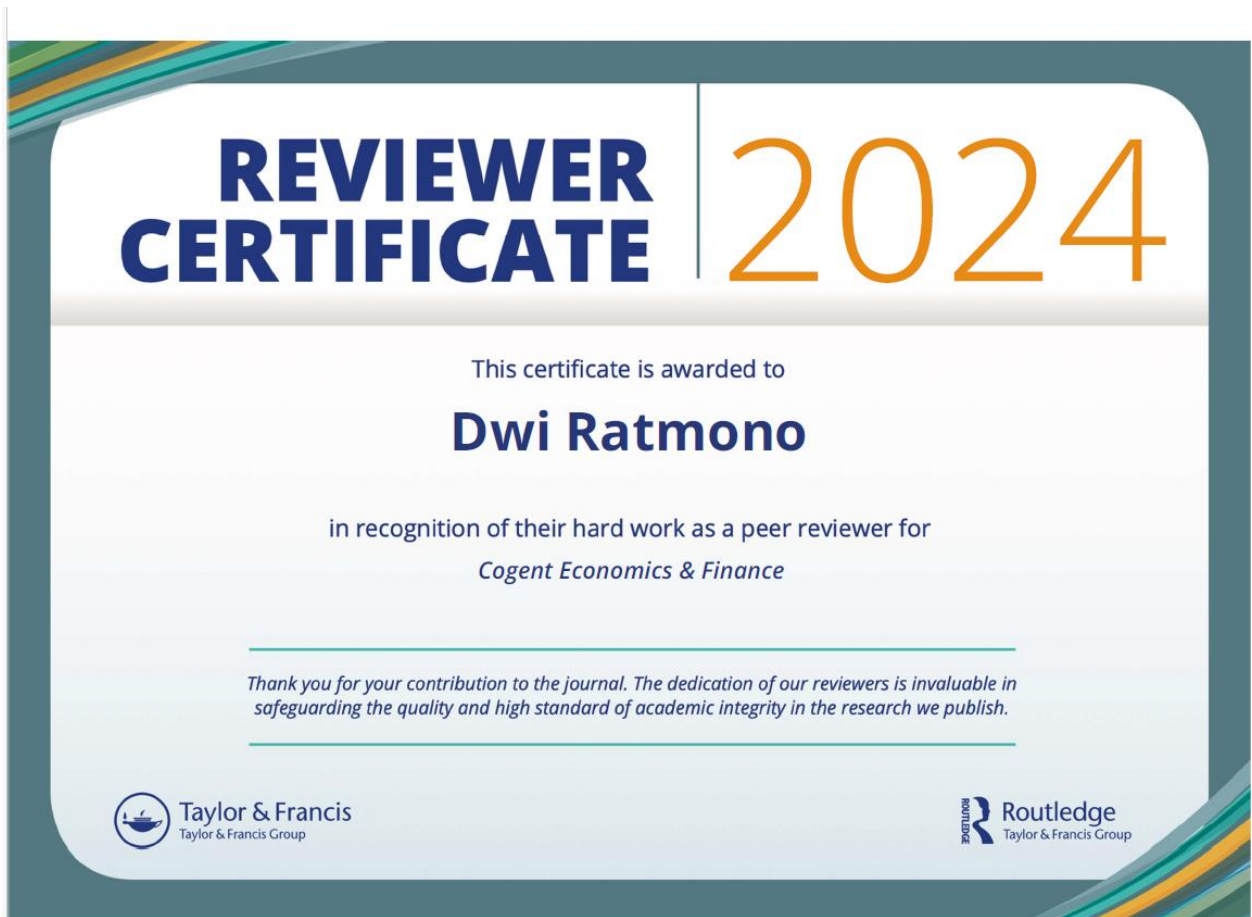 REVIEWER
CERTIFICATE
2024
This certificate is awarded to
Dwi Ratmono
in recognition of their hard work as a peer reviewer for
Cogent Economics & Finance
Thank you for your contribution to the journal. The dedication of our reviewers is invaluable in
safeguarding the quality and high standard of academic integrity in the research we publish.
Taylor & Francis
Taylor & Francis Group
ROUTLEDGE
Routledge
Taylor & Francis Group